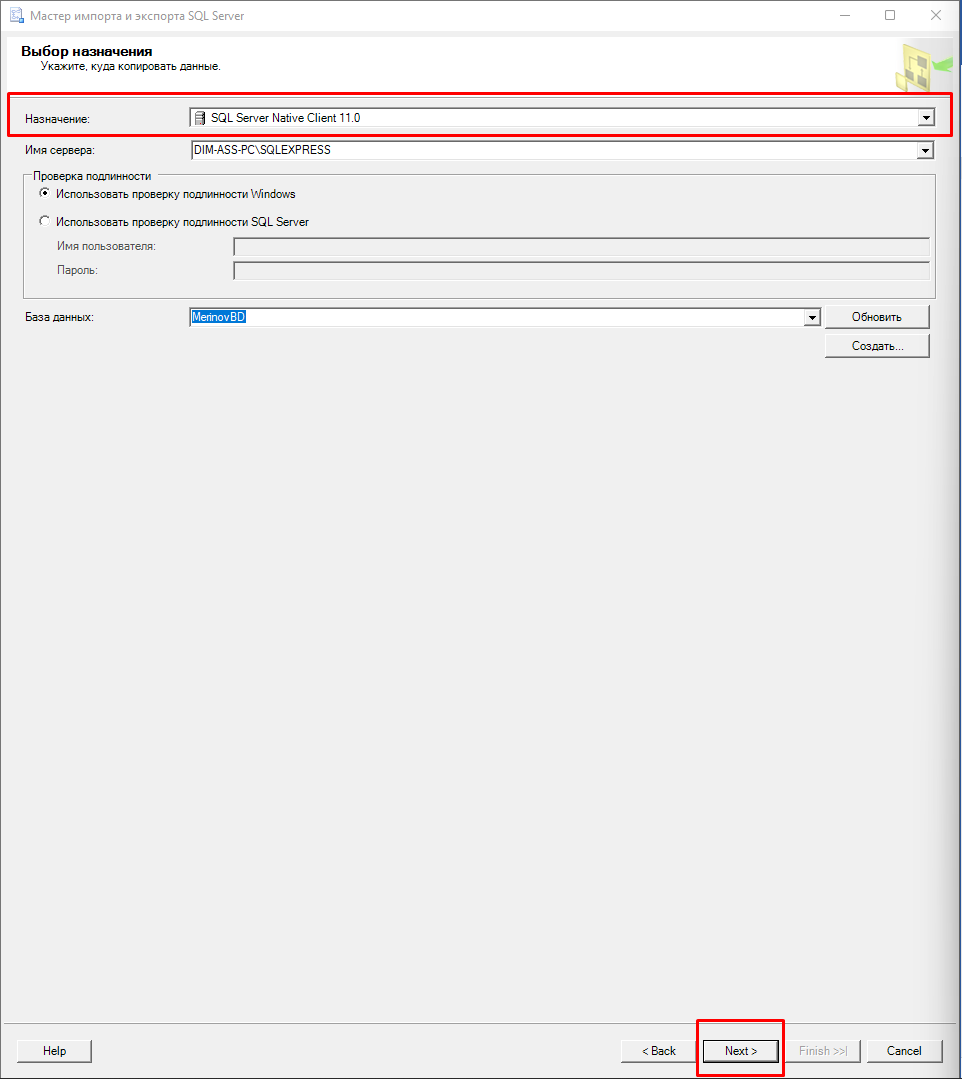 Мастер импорта и экспорта SQL Server
Выбор назначения
Укажите, куда копировать данные.
Назначение: SQL Server Native Client 11.0
Имя сервера: DIM-ASS-PC\SQLEXPRESS
Проверка подлинности
Использовать проверку подлинности Windows
Использовать проверку подлинности SQL Server
Имя пользователя:
Пароль:
База данных: MerinovBD Обновить
Создать...
Help < Back Next > Finish >>| Cancel